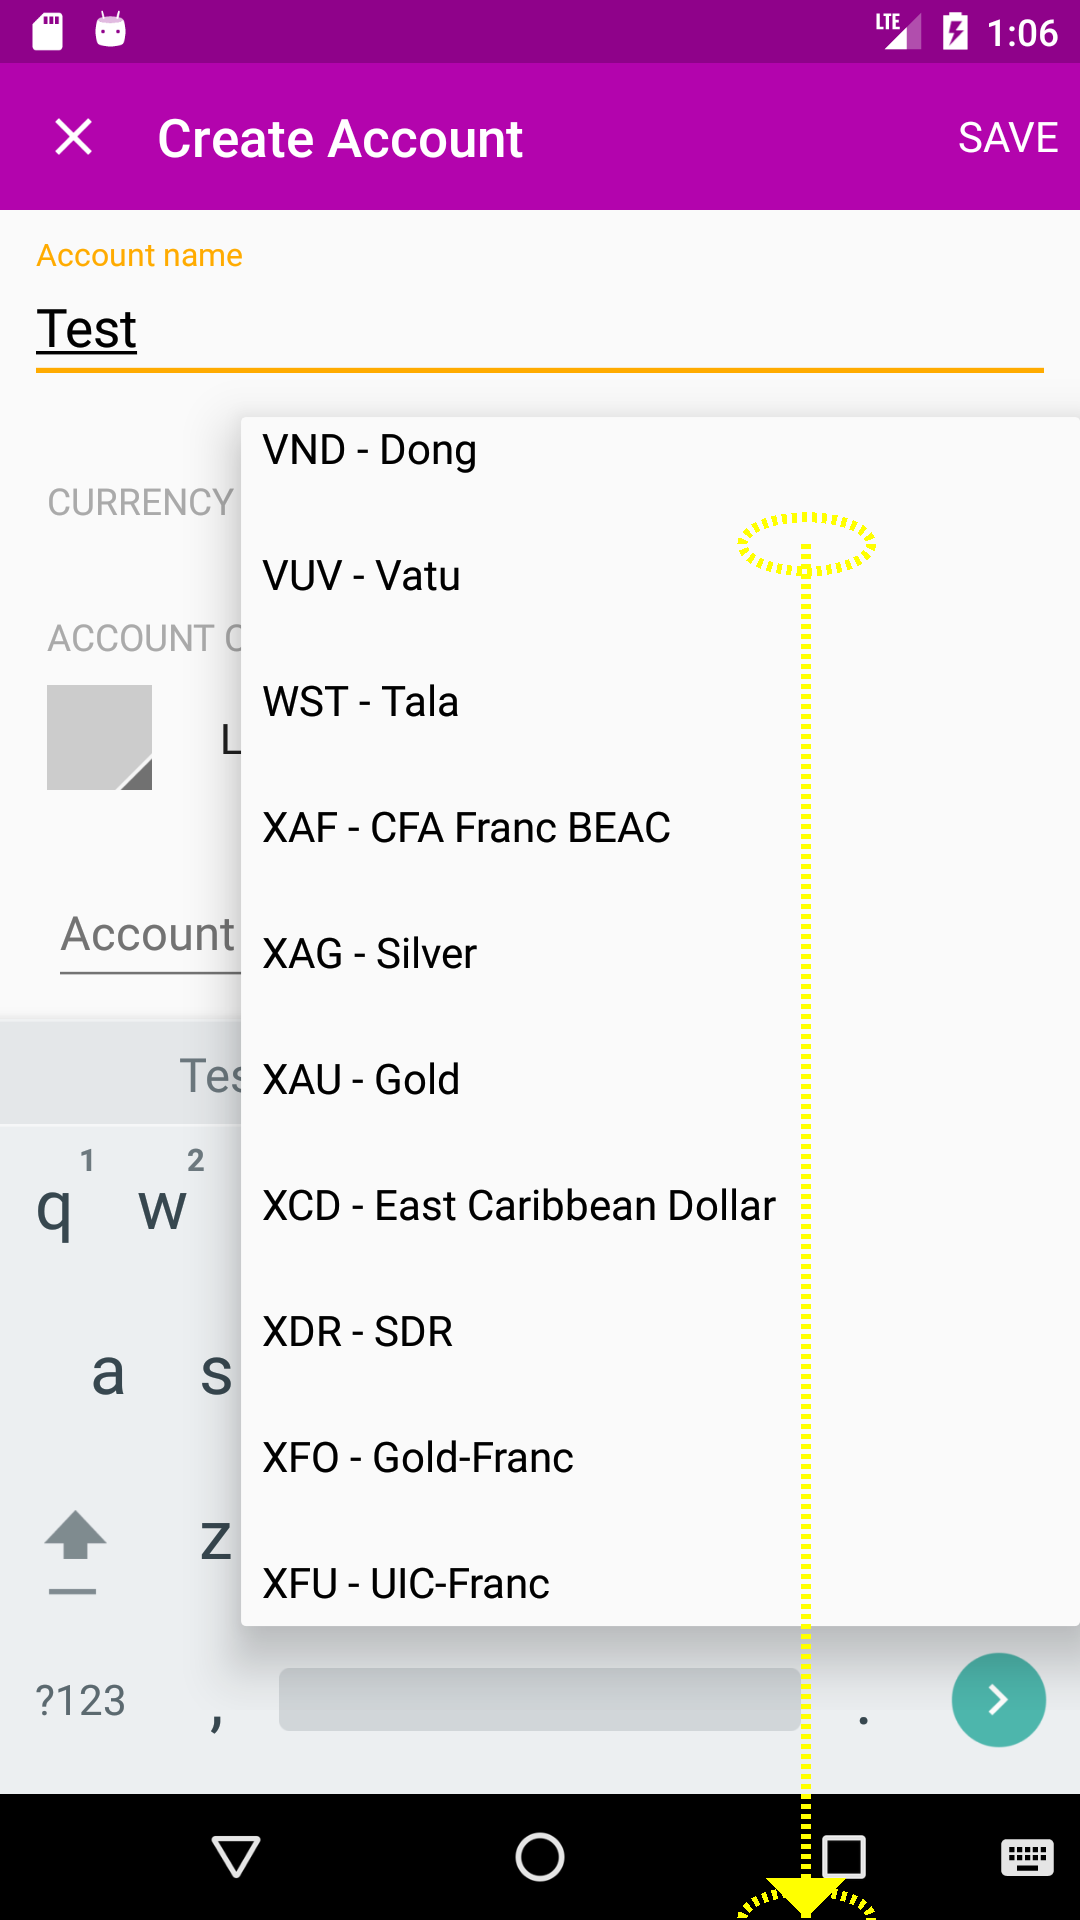 LTE 1:06
Create Account SAVE
Account name
Test
VND - Dong
CURRENCY
VUV - Vatu
ACCOUNT
WST - Tala
L
XAF - CFA Franc BEAC
Account
XAG - Silver
Tes
XAU - Gold
1 2
q w
XCD - East Caribbean Dollar
XDR - SDR
a s
XFO - Gold-Franc
z
XFU - UIC-Franc
?123 , .